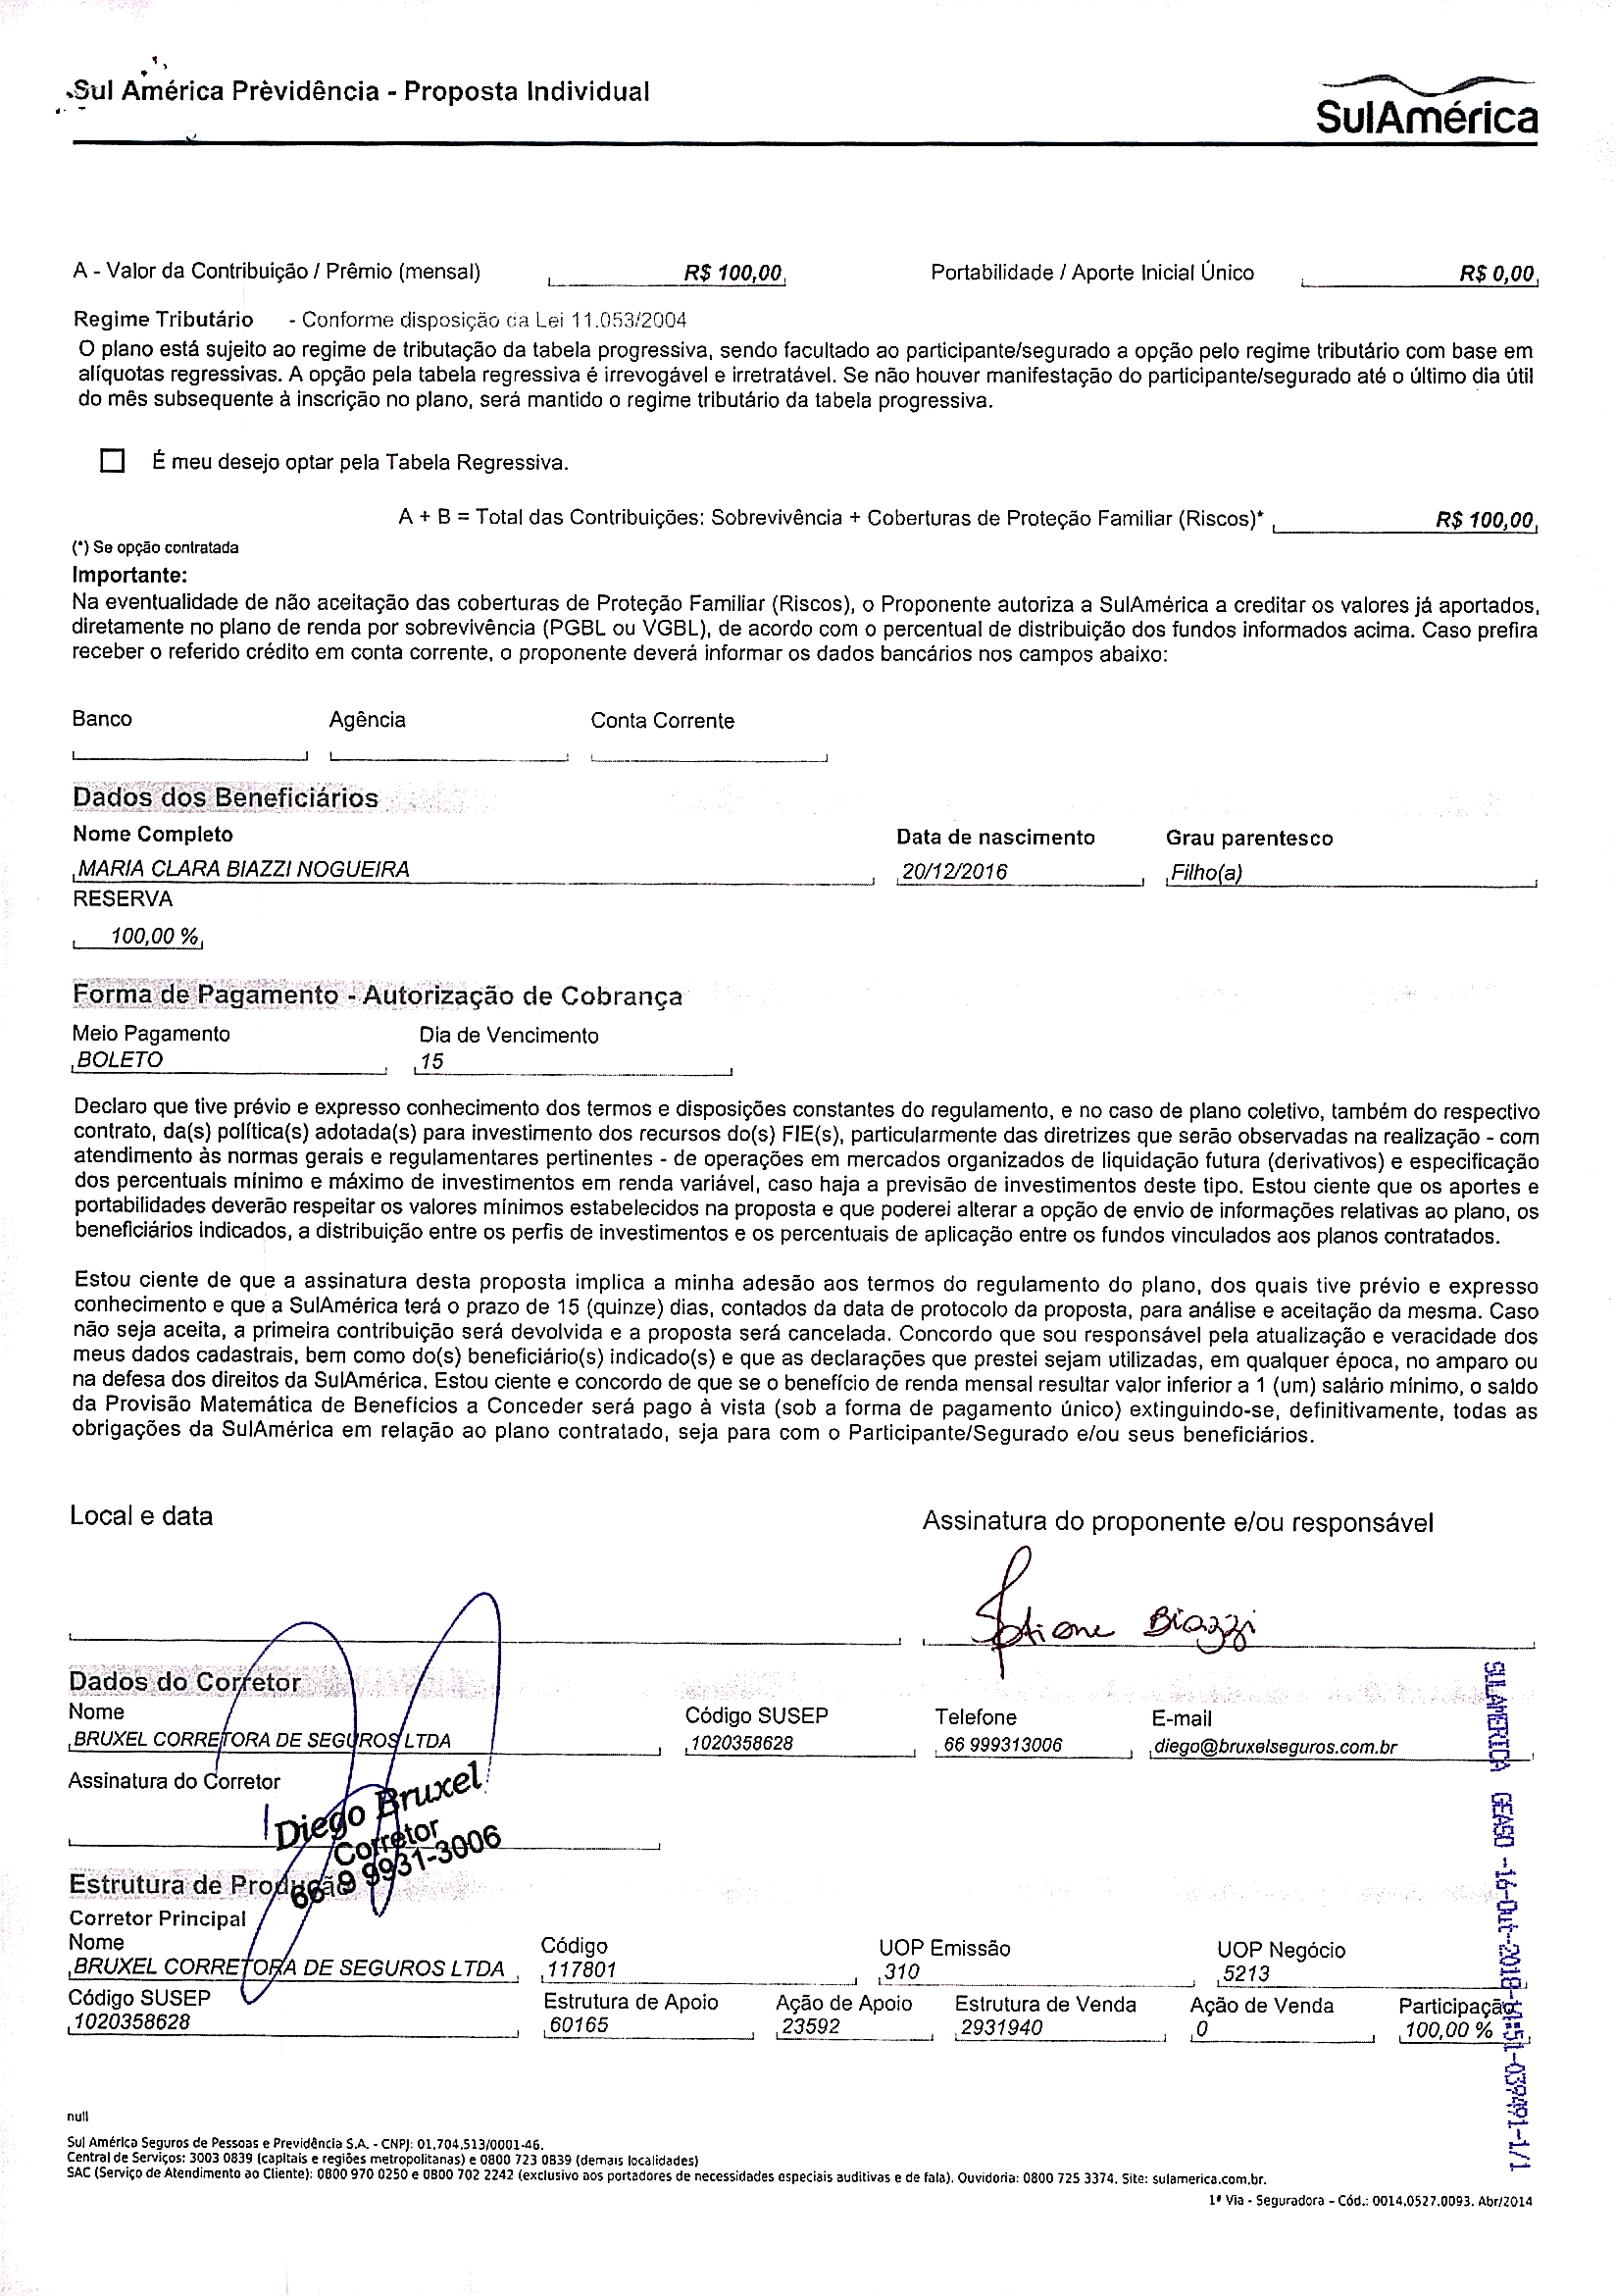 Sul América Prèvidência - Proposta Individual
SulAmérica
A - Valor da Contribuição / Prêmio (mensal) R$ 100,00 Portabilidade / Aporte Inicial Único R$ 0,00
Regime Tributário - Conforme disposição da Lei 11.053/2004
O plano está sujeito ao regime de tributação da tabela progressiva, sendo facultado ao participante/segurado a opção pelo regime tributário com base em
alíquotas regressivas. A opção pela tabela regressiva é irrevogável e irretratável. Se não houver manifestação do participante/segurado até o último dia útil
do mês subsequente à inscrição no plano, será mantido o regime tributário da tabela progressiva.
É meu desejo optar pela Tabela Regressiva.
A + B = Total das Contribuições: Sobrevivência + Coberturas de Proteção Familiar (Riscos)* R$ 100,00
(*) Se opção contratada
Importante:
Na eventualidade de não aceitação das coberturas de Proteção Familiar (Riscos), o Proponente autoriza a SulAmérica a creditar os valores já aportados,
diretamente no plano de renda por sobrevivência (PGBL ou VGBL), de acordo com o percentual de distribuição dos fundos informados acima. Caso prefira
receber o referido crédito em conta corrente, o proponente deverá informar os dados bancários nos campos abaixo:
Banco Agência Conta Corrente
Dados dos Beneficiários
Nome Completo Data de nascimento Grau parentesco
MARIA CLARA BIAZZI NOGUEIRA 20/12/2016 Filho(a)
RESERVA
100,00 %
Forma de Pagamento - Autorização de Cobrança
Meio Pagamento Dia de Vencimento
BOLETO 15
Declaro que tive prévio e expresso conhecimento dos termos e disposições constantes do regulamento, e no caso de plano coletivo, também do respectivo
contrato, da(s) política(s) adotada(s) para investimento dos recursos do(s) FIE(s), particularmente das diretrizes que serão observadas na realização - com
atendimento às normas gerais e regulamentares pertinentes - de operações em mercados organizados de liquidação futura (derivativos) e especificação
dos percentuais mínimo e máximo de investimentos em renda variável, caso haja a previsão de investimentos deste tipo. Estou ciente que os aportes e
portabilidades deverão respeitar os valores mínimos estabelecidos na proposta e que poderei alterar a opção de envio de informações relativas ao plano, os
beneficiários indicados, a distribuição entre os perfis de investimentos e os percentuais de aplicação entre os fundos vinculados aos planos contratados.
Estou ciente de que a assinatura desta proposta implica a minha adesão aos termos do regulamento do plano, dos quais tive prévio e expresso
conhecimento e que a SulAmérica terá o prazo de 15 (quinze) dias, contados da data de protocolo da proposta, para análise e aceitação da mesma. Caso
não seja aceita, a primeira contribuição será devolvida e a proposta será cancelada. Concordo que sou responsável pela atualização e veracidade dos
meus dados cadastrais, bem como do(s) beneficiário(s) indicado(s) e que as declarações que prestei sejam utilizadas, em qualquer época, no amparo ou
na defesa dos direitos da SulAmérica. Estou ciente e concordo de que se o benefício de renda mensal resultar valor inferior a 1 (um) salário mínimo, o saldo
da Provisão Matemática de Benefícios a Conceder será pago à vista (sob a forma de pagamento único) extinguindo-se, definitivamente, todas as
obrigações da SulAmérica em relação ao plano contratado, seja para com o Participante/Segurado e/ou seus beneficiários.
Local e data Assinatura do proponente e/ou responsável
Biazzi
Dados do Corretor
Nome Código SUSEP Telefone E-mail
BRUXEL CORRETORA DE SEGUROS LTDA 1020358628 66 999313006 diego@bruxelseguros.com.br
Assinatura do Corretor
Diego Bruxel
Corretor
66 9 9931-3006
Estrutura de Produção
Corretor Principal
Nome Código UOP Emissão UOP Negócio
BRUXEL CORRETORA DE SEGUROS LTDA 117801 310 5213
Código SUSEP Estrutura de Apoio Ação de Apoio Estrutura de Venda Ação de Venda Participação
1020358628 60165 23592 2931940 0 100,00 %
SULAMERICA GEASO -16-Out-2018-
null
Sul América Seguros de Pessoas e Previdência S.A. - CNPJ: 01.704.513/0001-46.
Central de Serviços: 3003 0839 (capitais e regiões metropolitanas) e 0800 723 0839 (demais localidades)
SAC (Serviço de Atendimento ao Cliente): 0800 970 0250 e 0800 702 2242 (exclusivo aos portadores de necessidades especiais auditivas e de fala). Ouvidoria: 0800 725 3374. Site: sulamerica.com.br.
1ª Via - Seguradora - Cód.: 0014.0527.0093. Abr/2014